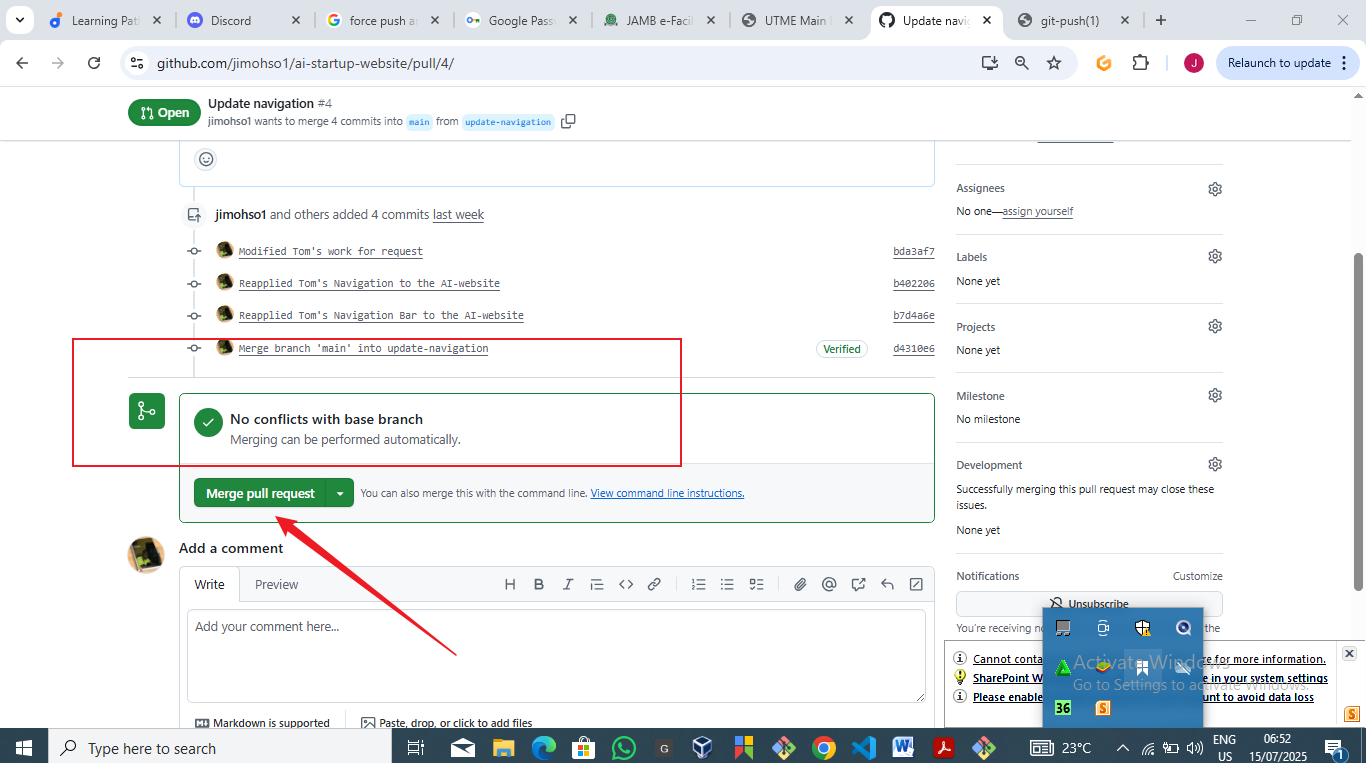 Learning Pat
Discord
force push an
Google Pass
JAMB e-Facil
UTME Main
Update navig
git-push(1)
github.com/jimohso1/ai-startup-website/pull/4/
J
Relaunch to update
Open
Update navigation #4
jimohso1 wants to merge 4 commits into main from update-navigation
jimohso1 and others added 4 commits last week
Modified Tom's work for request
bda3af7
Reapplied Tom's Navigation to the AI-website
b402206
Reapplied Tom's Navigation Bar to the AI-website
b7d4a6e
Merge branch 'main' into update-navigation
Verified
d4310e6
No conflicts with base branch
Merging can be performed automatically.
Merge pull request
You can also merge this with the command line. View command line instructions.
Add a comment
Write
Preview
Add your comment here...
Markdown is supported
Paste, drop, or click to add files
Assignees
No one—assign yourself
Labels
None yet
Projects
None yet
Milestone
No milestone
Development
Successfully merging this pull request may close these
issues.
None yet
Notifications
Customize
Unsubscribe
You're receiving no
the
Cannot conta
re for more information.
SharePoint W
e in your system settings
Please enable
unt to avoid data loss
Activate Windows
Go to Settings to activate Windows.
36
Type here to search
23°C
ENG
US
06:52
15/07/2025
1